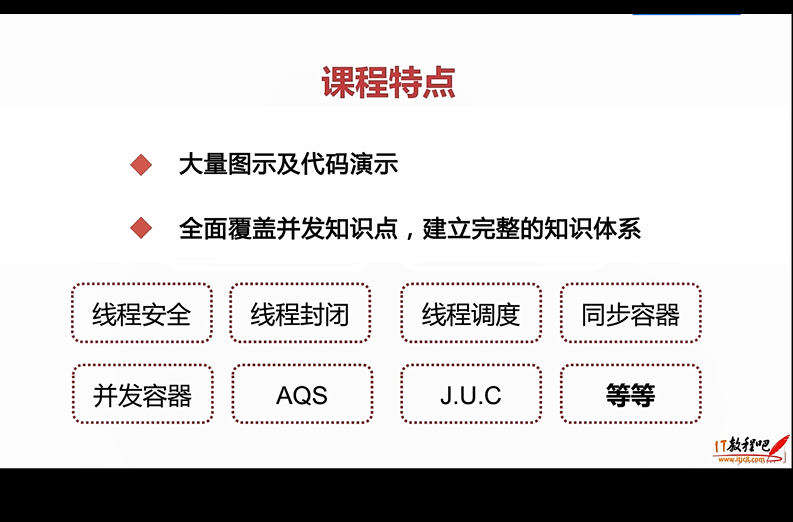 课程特点
大量图示及代码演示
全面覆盖并发知识点，建立完整的知识体系
线程安全 线程封闭 线程调度 同步容器
并发容器 AQS J.U.C 等等
IT教程吧
www.itjc8.com